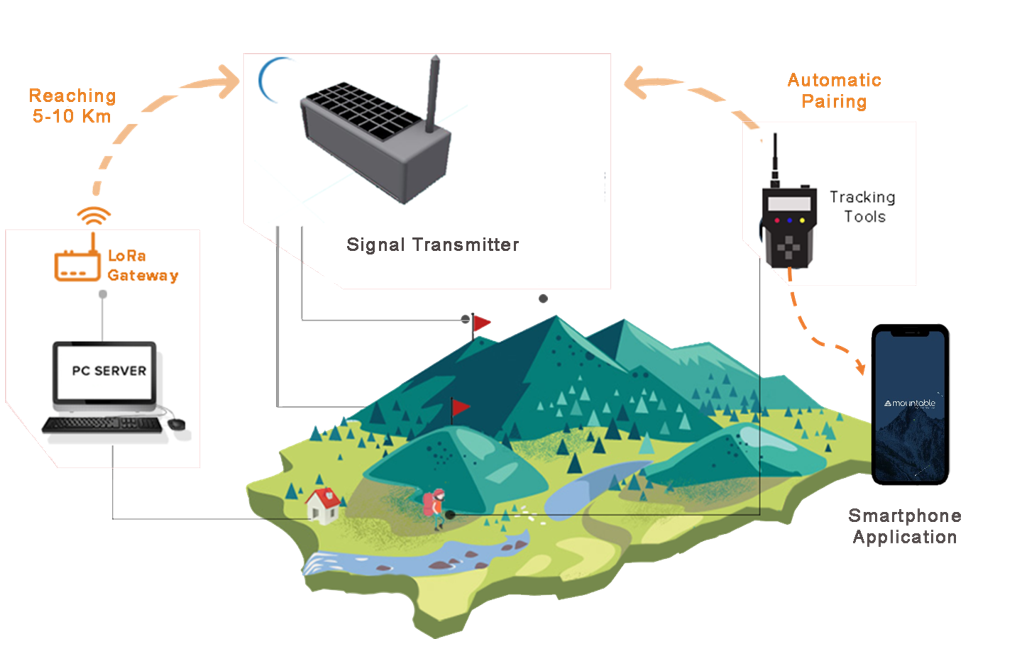 Reaching
5-10 Km
Automatic
Pairing
Tracking
Tools
Signal Transmitter
LoRa
Gateway
PC SERVER
mountable
Smartphone
Application